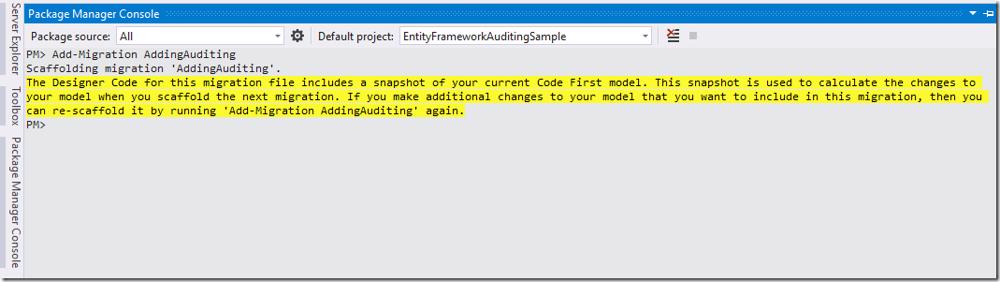 Package Manager Console
Package source: All
Default project: EntityFrameworkAuditingSample
PM> Add-Migration AddingAuditing
Scaffolding migration 'AddingAuditing'.
The Designer Code for this migration file includes a snapshot of your current Code First model. This snapshot is used to calculate the changes to
your model when you scaffold the next migration. If you make additional changes to your model that you want to include in this migration, then you
can re-scaffold it by running 'Add-Migration AddingAuditing' again.
PM>
Server Explorer
Toolbox
Package Manager Console